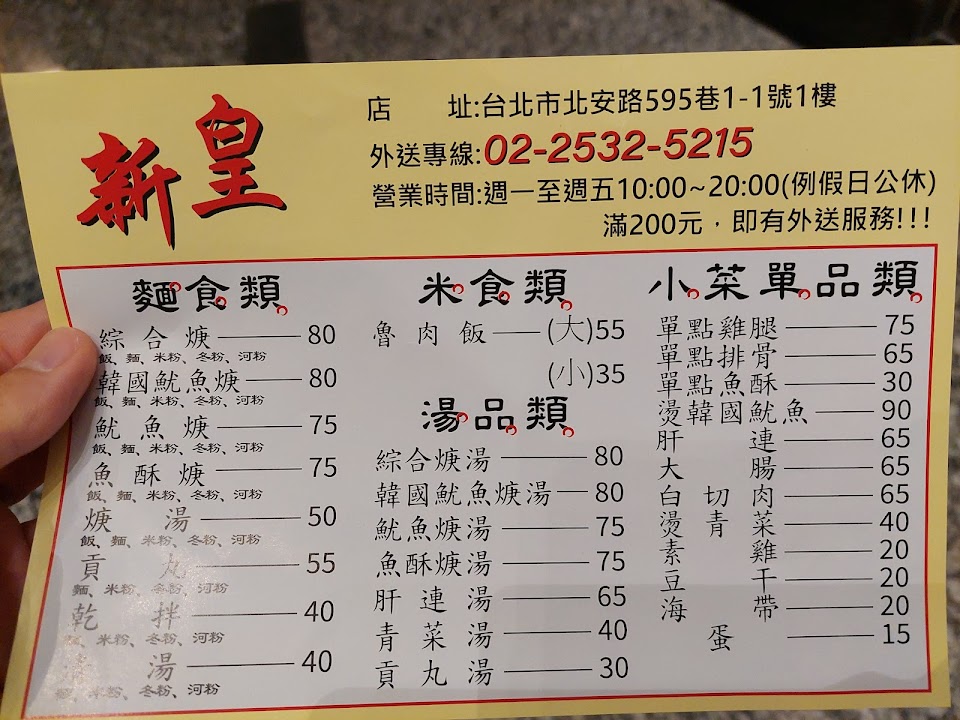 新皇
店 址:台北市北安路595巷1-1號1樓
外送專線:02-2532-5215
營業時間:週一至週五10:00~20:00(例假日公休)
滿200元，即有外送服務!!!
麵食類
綜合焿 80
飯、麵、米粉、冬粉、河粉
韓國魷魚焿 80
飯、麵、米粉、冬粉、河粉
魷魚焿 75
飯、麵、米粉、冬粉、河粉
魚酥焿 75
飯、麵、米粉、冬粉、河粉
焿湯 50
飯、麵、米粉、冬粉、河粉
貢丸 55
麵、米粉、冬粉、河粉
乾拌 40
米粉、冬粉、河粉
湯 40
米粉、冬粉、河粉
米食類
魯肉飯 (大)55
(小)35
湯品類
綜合焿湯 80
韓國魷魚焿湯 80
魷魚焿湯 75
魚酥焿湯 75
肝連湯 65
青菜湯 40
貢丸湯 30
小菜單品類
單點雞腿 75
單點排骨 65
單點魚酥 30
燙韓國魷魚 90
肝連 65
大腸 65
白切肉 65
燙青菜 40
素雞 20
豆干 20
海帶 20
蛋 15